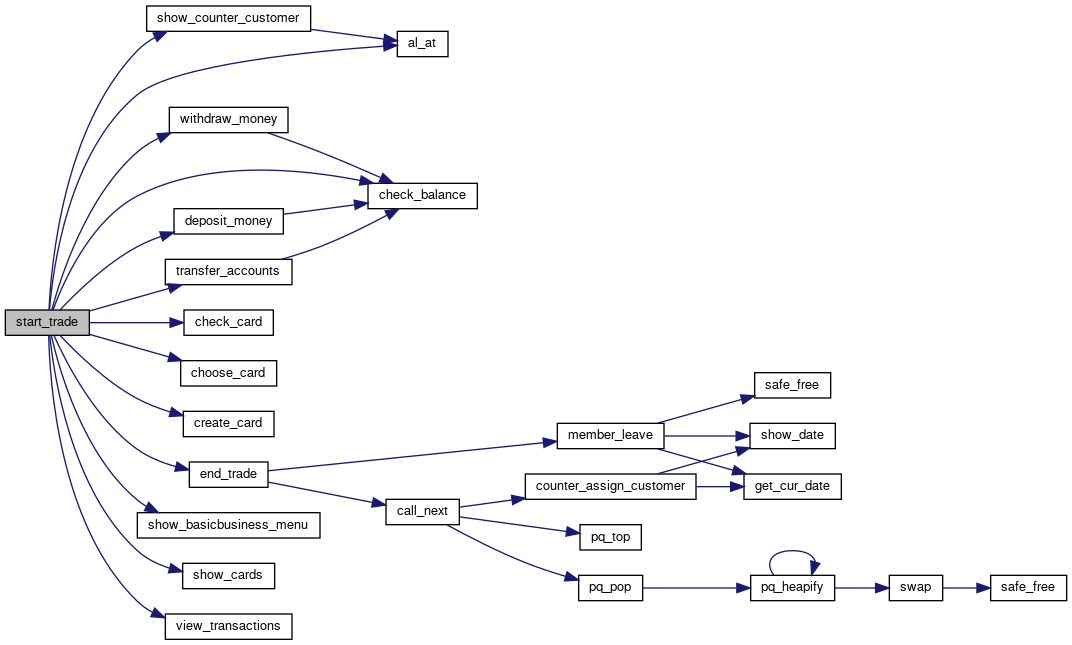 show_counter_customer
al_at
withdraw_money
check_balance
deposit_money
transfer_accounts
start_trade
check_card
choose_card
safe_free
create_card
member_leave
show_date
end_trade
counter_assign_customer
get_cur_date
call_next
show_basicbusiness_menu
pq_top
show_cards
pq_pop
pq_heapify
swap
safe_free
view_transactions